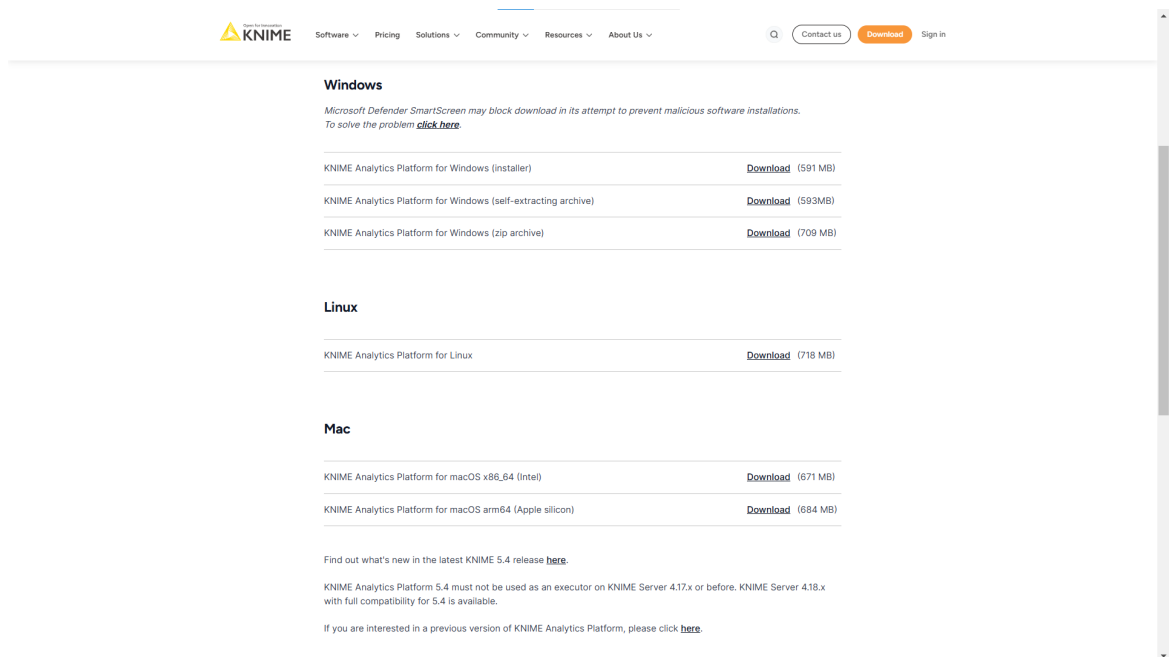 Open for Innovation
KNIME
Software
Pricing
Solutions
Community
Resources
About Us
Contact us
Download
Sign in
Windows
Microsoft Defender SmartScreen may block download in its attempt to prevent malicious software installations.
To solve the problem click here.
KNIME Analytics Platform for Windows (installer) Download (591 MB)
KNIME Analytics Platform for Windows (self-extracting archive) Download (593MB)
KNIME Analytics Platform for Windows (zip archive) Download (709 MB)
Linux
KNIME Analytics Platform for Linux Download (718 MB)
Mac
KNIME Analytics Platform for macOS x86_64 (Intel) Download (671 MB)
KNIME Analytics Platform for macOS arm64 (Apple silicon) Download (684 MB)
Find out what's new in the latest KNIME 5.4 release here.
KNIME Analytics Platform 5.4 must not be used as an executor on KNIME Server 4.17.x or before. KNIME Server 4.18.x
with full compatibility for 5.4 is available.
If you are interested in a previous version of KNIME Analytics Platform, please click here.